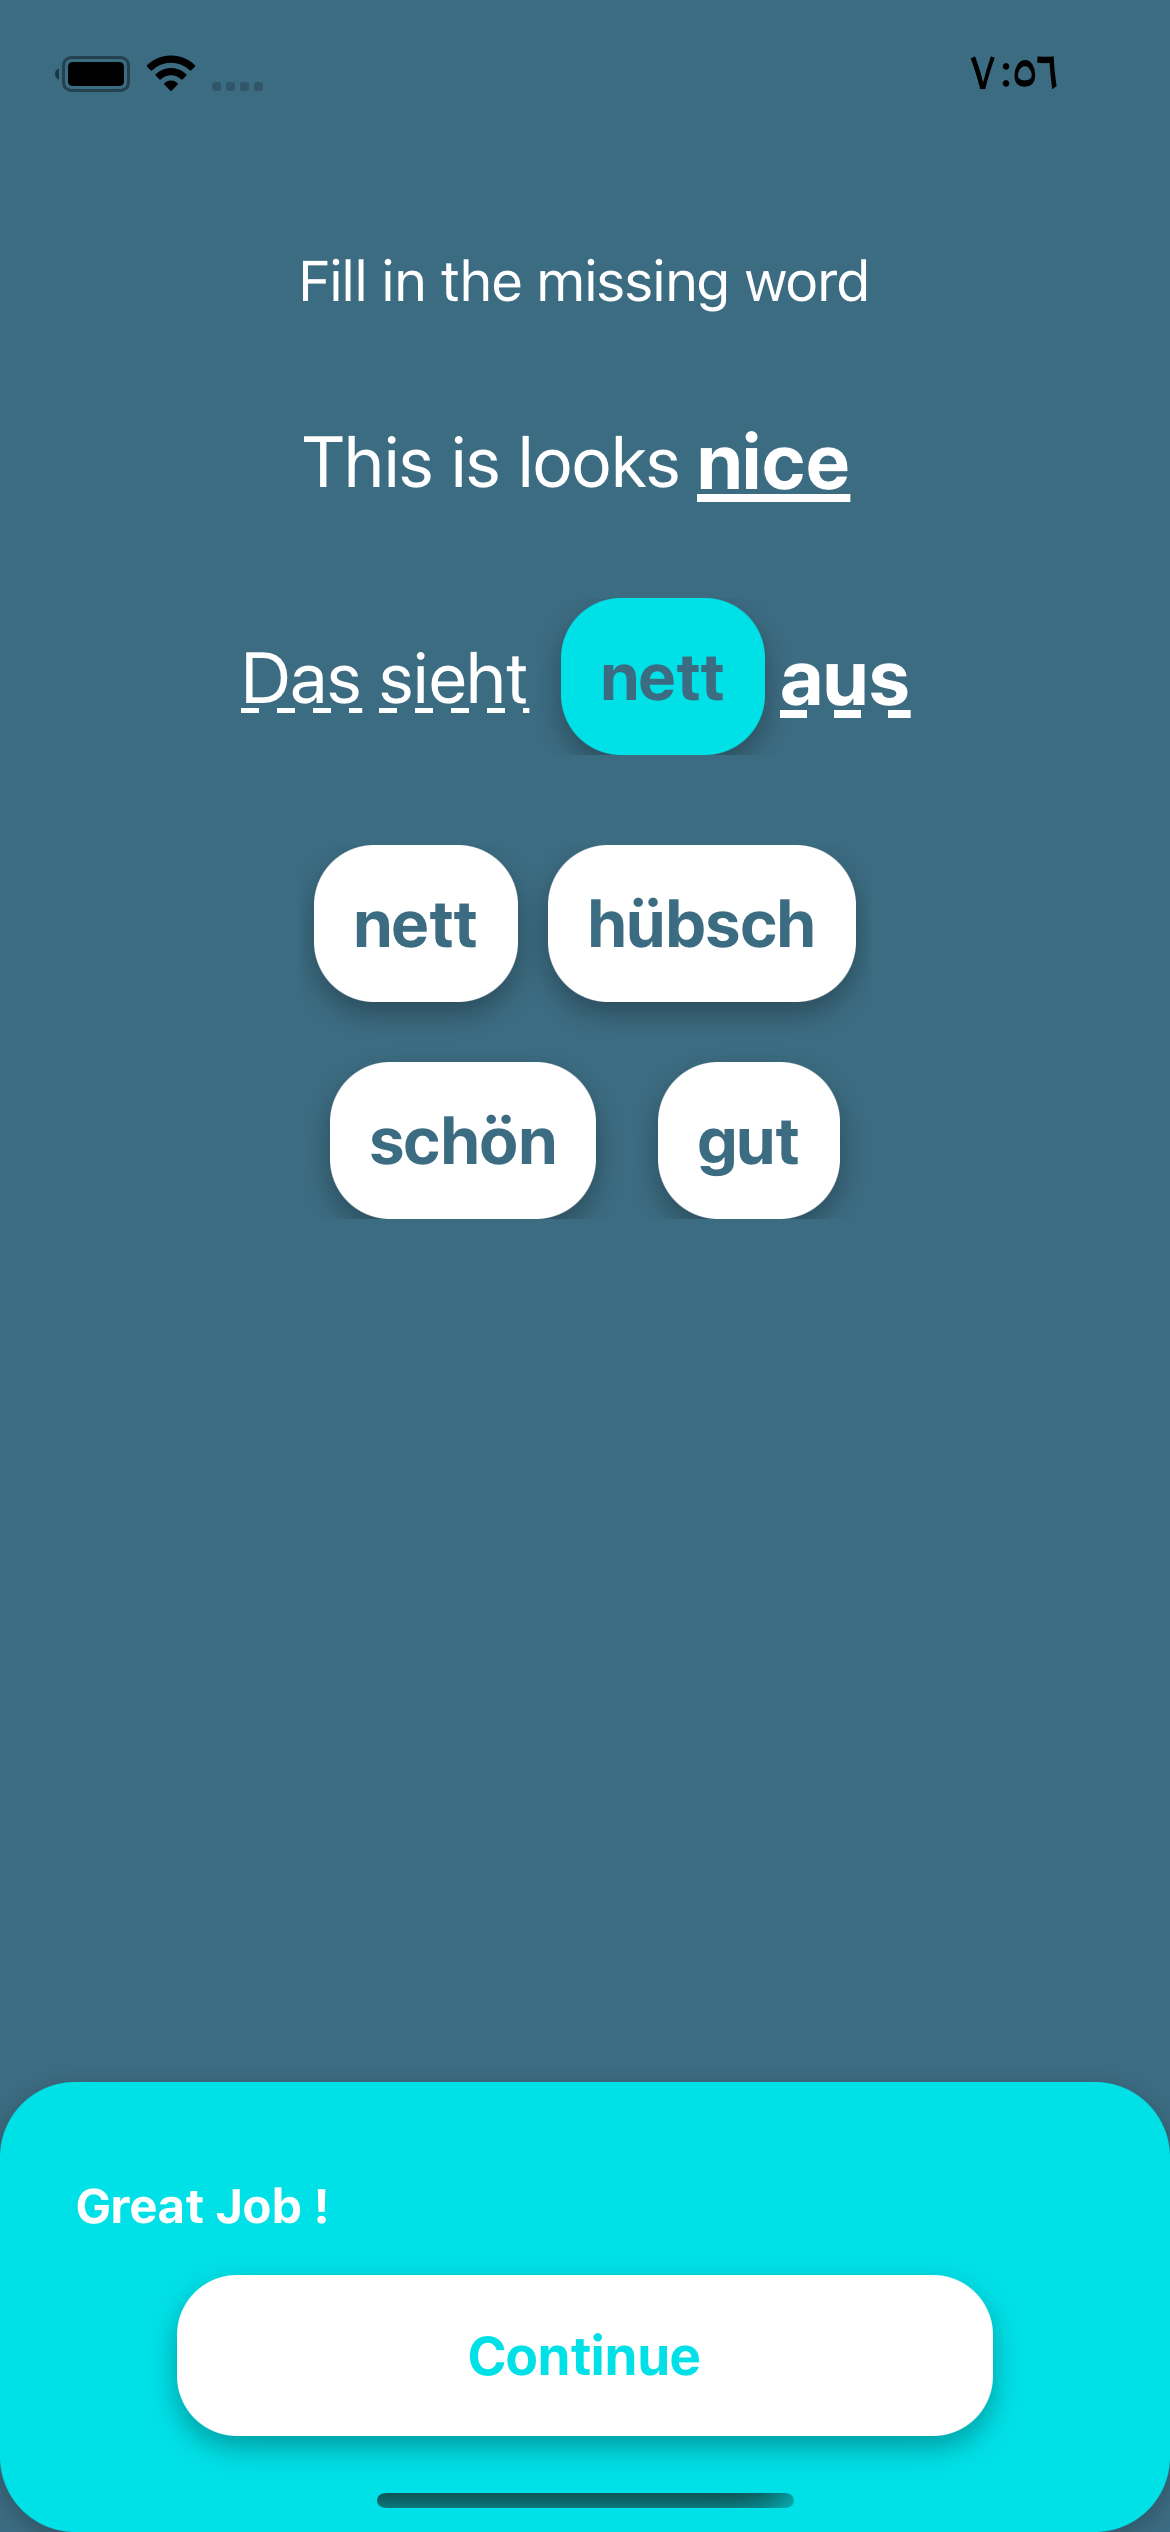 ٧:٥٦
Fill in the missing word
This is looks nice
Das sieht nett aus
nett hübsch
schön gut
Great Job !
Continue